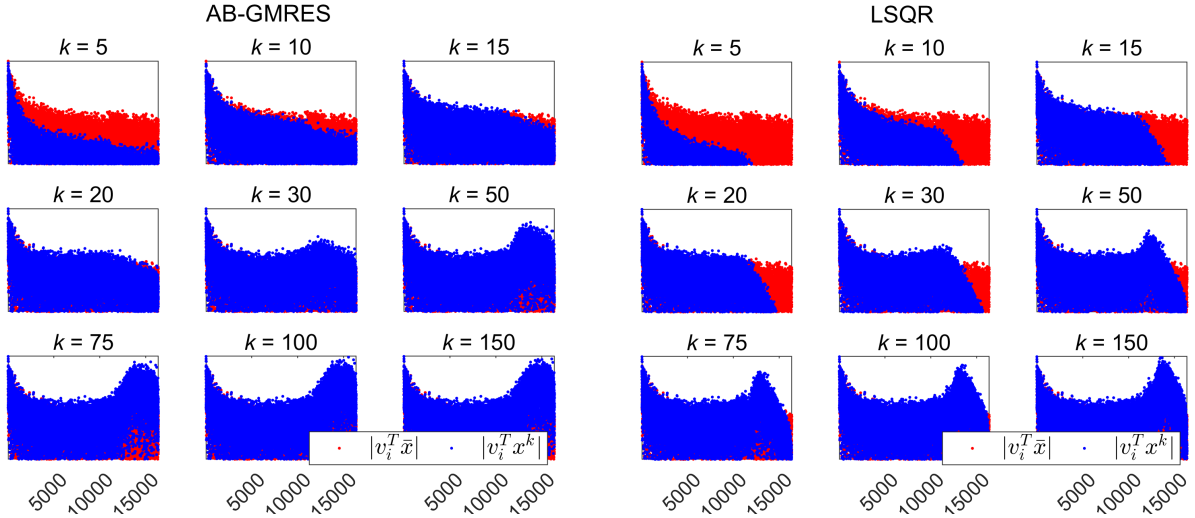 AB-GMRES
k = 5
k = 10
k = 15
k = 20
k = 30
k = 50
k = 75
k = 100
k = 150
|v_i^T x̄|
|v_i^T x^k|
5000
10000
15000
5000
10000
15000
5000
10000
15000
LSQR
k = 5
k = 10
k = 15
k = 20
k = 30
k = 50
k = 75
k = 100
k = 150
|v_i^T x̄|
|v_i^T x^k|
5000
10000
15000
5000
10000
15000
5000
10000
15000